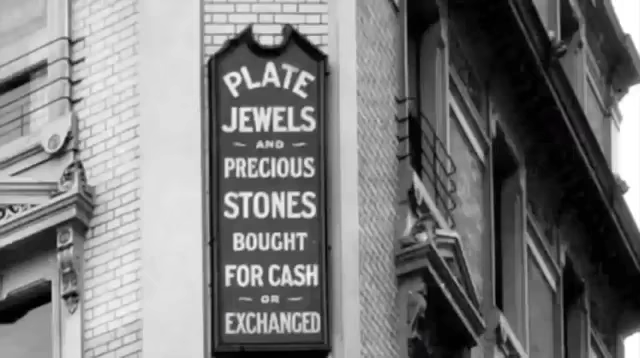 PLATE
JEWELS
AND
PRECIOUS
STONES
BOUGHT
FOR CASH
OR
EXCHANGED